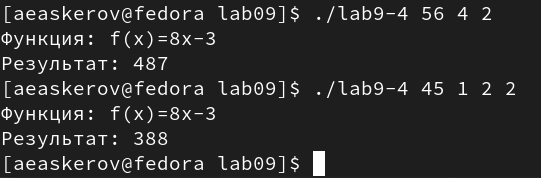 [aeaskerov@fedora lab09]$ ./lab9-4 56 4 2
Функция: f(x)=8x-3
Результат: 487
[aeaskerov@fedora lab09]$ ./lab9-4 45 1 2 2
Функция: f(x)=8x-3
Результат: 388
[aeaskerov@fedora lab09]$